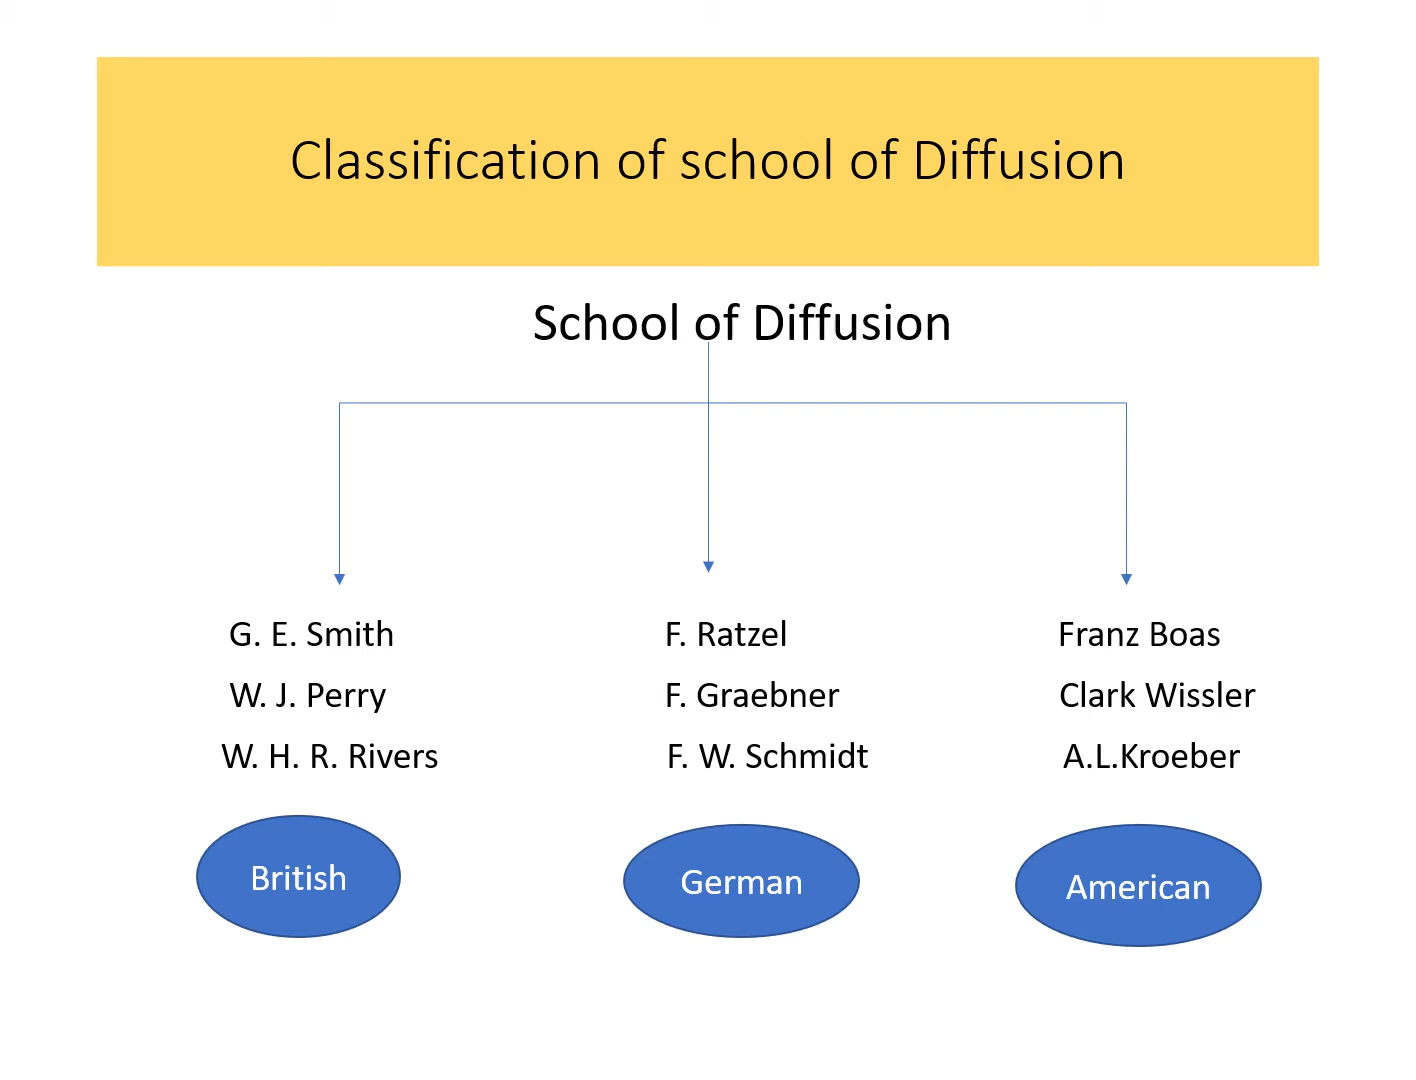 Classification of school of Diffusion
School of Diffusion
G. E. Smith
W. J. Perry
W. H. R. Rivers
British
F. Ratzel
F. Graebner
F. W. Schmidt
German
Franz Boas
Clark Wissler
A.L.Kroeber
American